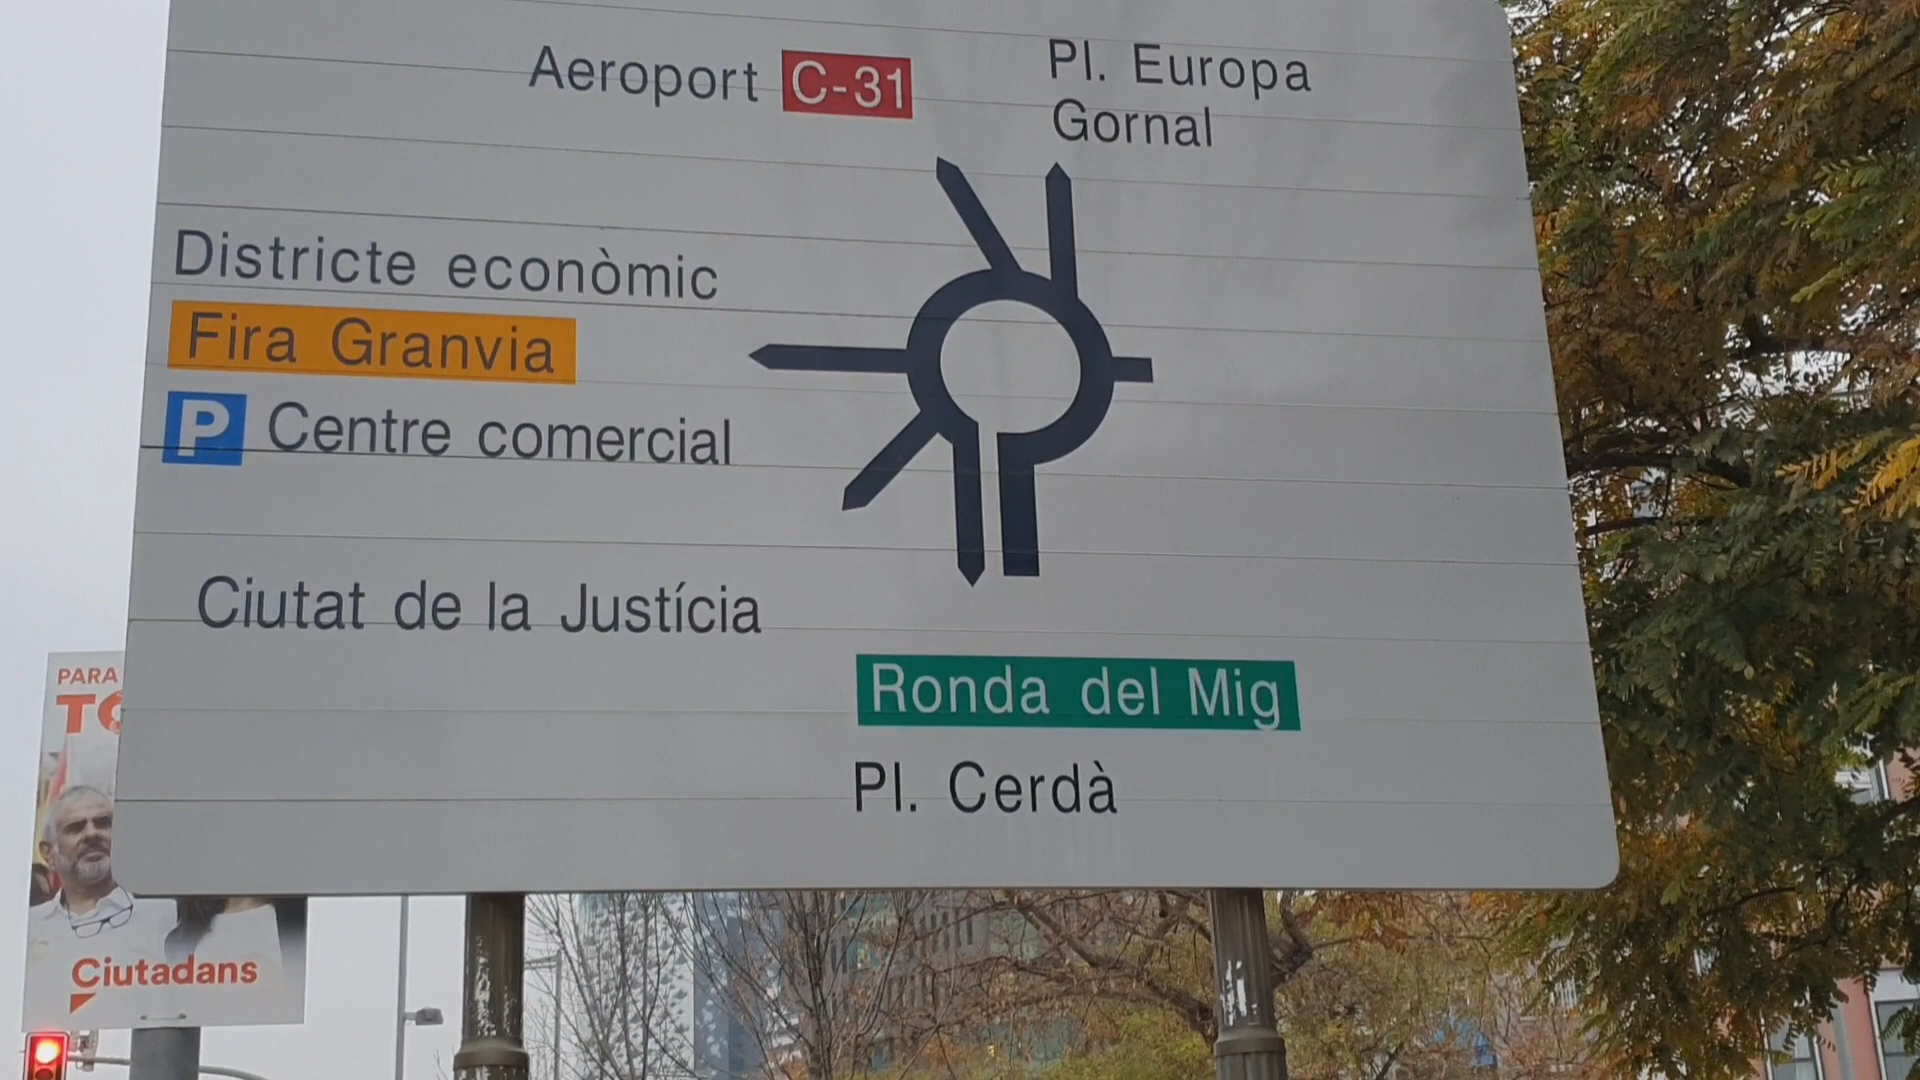 Aeroport C-31
Pl. Europa
Gornal
Districte econòmic
Fira Granvia
P Centre comercial
Ciutat de la Justícia
Ronda del Mig
Pl. Cerdà
PARA
Ciutadans